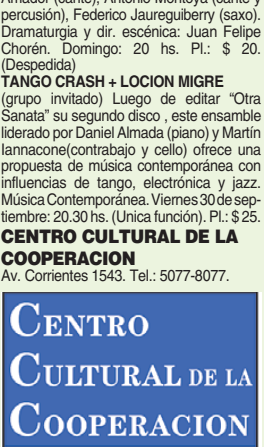 Amador (cante), Antonio Montoya (cante y
percusión), Federico Jaureguiberry (saxo).
Dramaturgia y dir. escénica: Juan Felipe
Chorén. Domingo: 20 hs. Pl.: $ 20.
(Despedida)
TANGO CRASH + LOCION MIGRE
(grupo invitado) Luego de editar “Otra
Sanata” su segundo disco , este ensamble
liderado por Daniel Almada (piano) y Martín
Iannacone(contrabajo y cello) ofrece una
propuesta de música contemporánea con
influencias de tango, electrónica y jazz.
Música Contemporánea. Viernes 30 de sep-
tiembre: 20.30 hs. (Unica función). Pl.: $ 25.
CENTRO CULTURAL DE LA
COOPERACION
Av. Corrientes 1543. Tel.: 5077-8077.
CENTRO
CULTURAL DE LA
COOPERACION